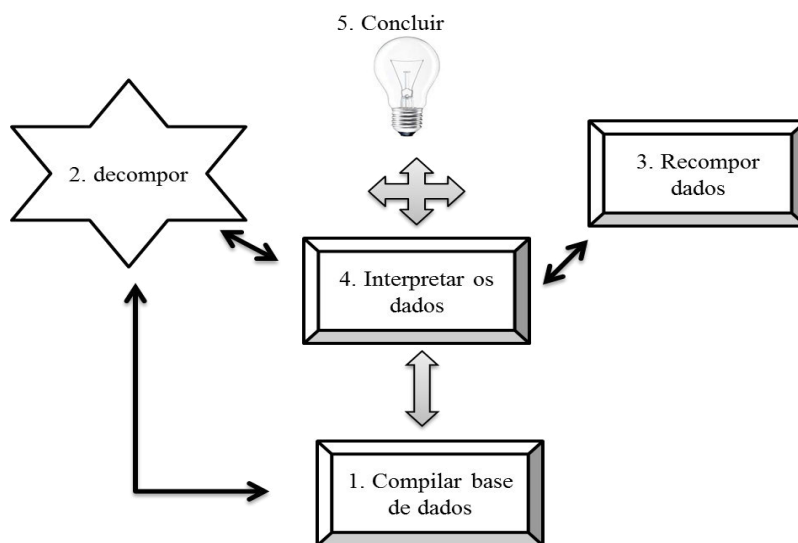 5. Concluir
2. decompor
3. Recompor
dados
4. Interpretar os
dados
1. Compilar base
de dados